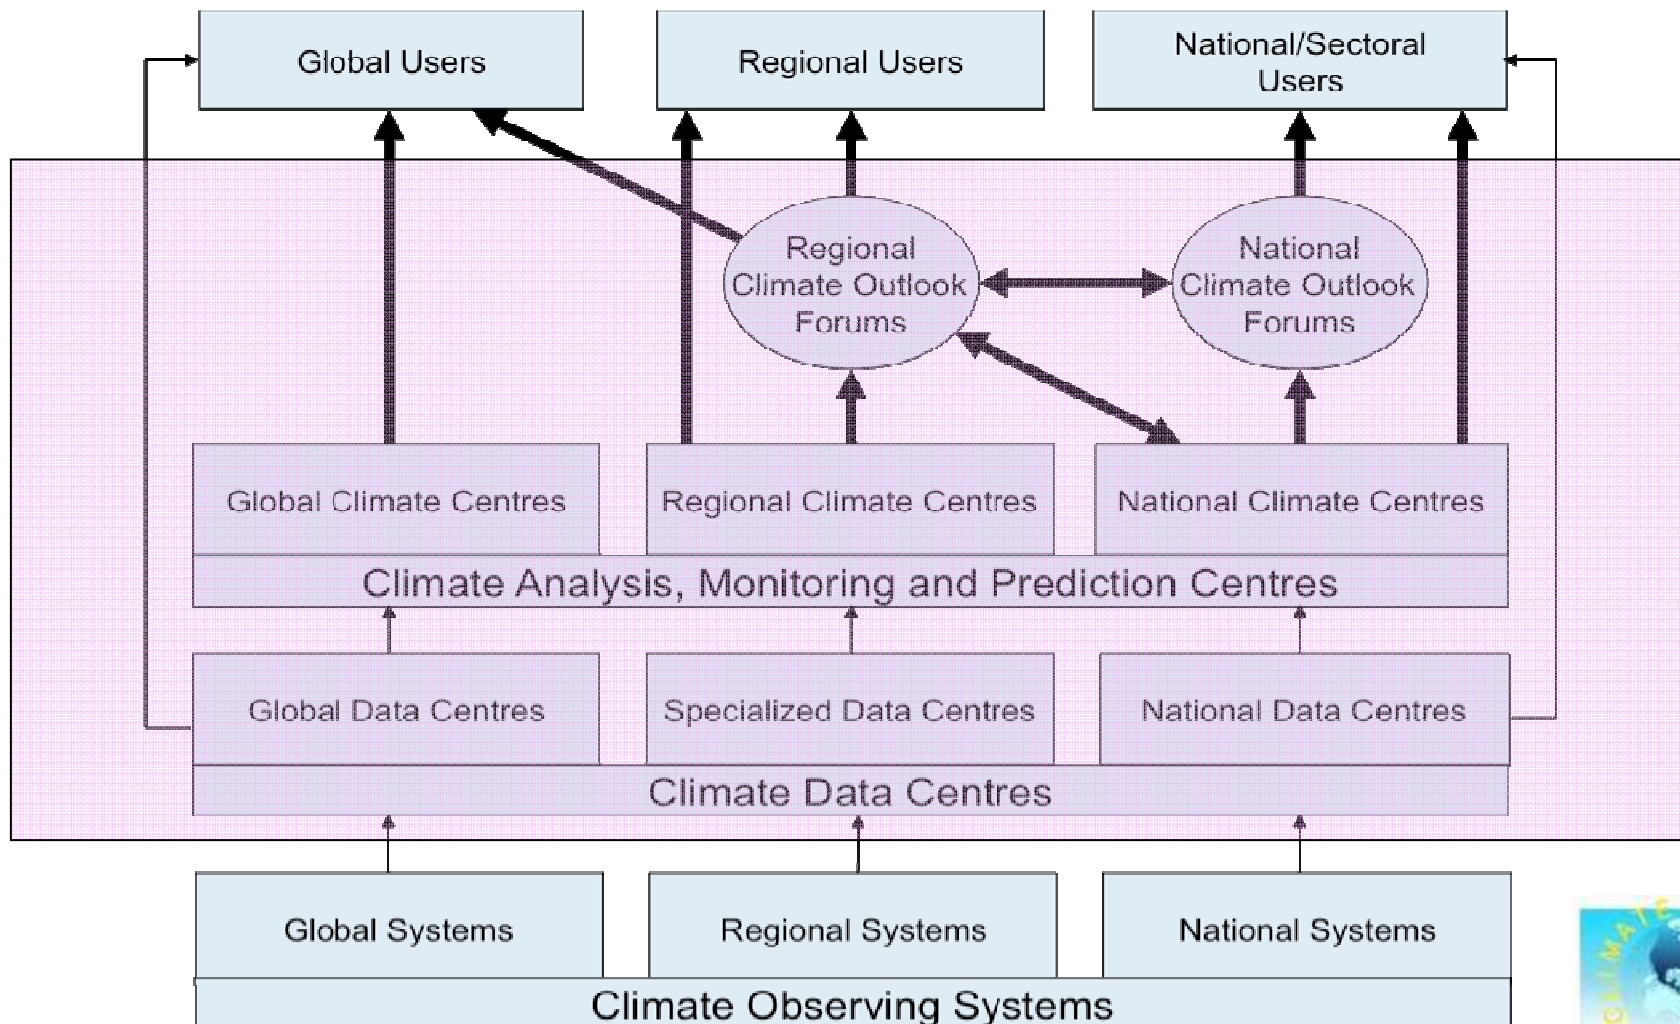 Global Users
Regional Users
National/Sectoral
Users
Regional
Climate Outlook
Forums
National
Climate Outlook
Forums
Global Climate Centres
Regional Climate Centres
National Climate Centres
Climate Analysis, Monitoring and Prediction Centres
Global Data Centres
Specialized Data Centres
National Data Centres
Climate Data Centres
Global Systems
Regional Systems
National Systems
Climate Observing Systems